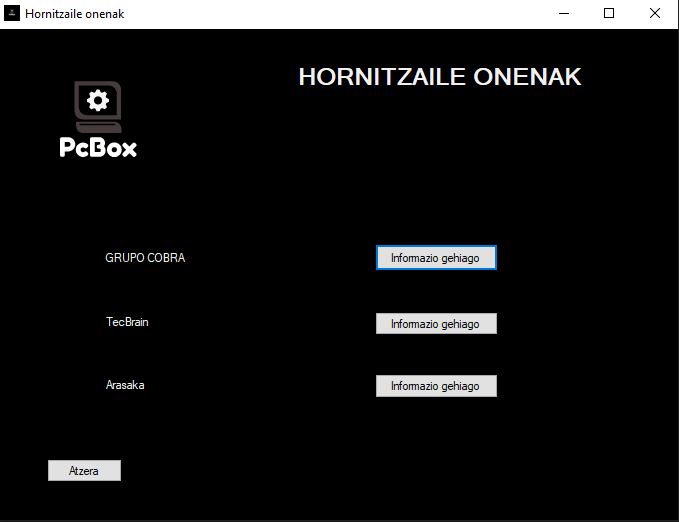 Hornitzaile onenak
HORNITZAILE ONENAK
PcBox
GRUPO COBRA
Informazio gehiago
TecBrain
Informazio gehiago
Arasaka
Informazio gehiago
Atzera